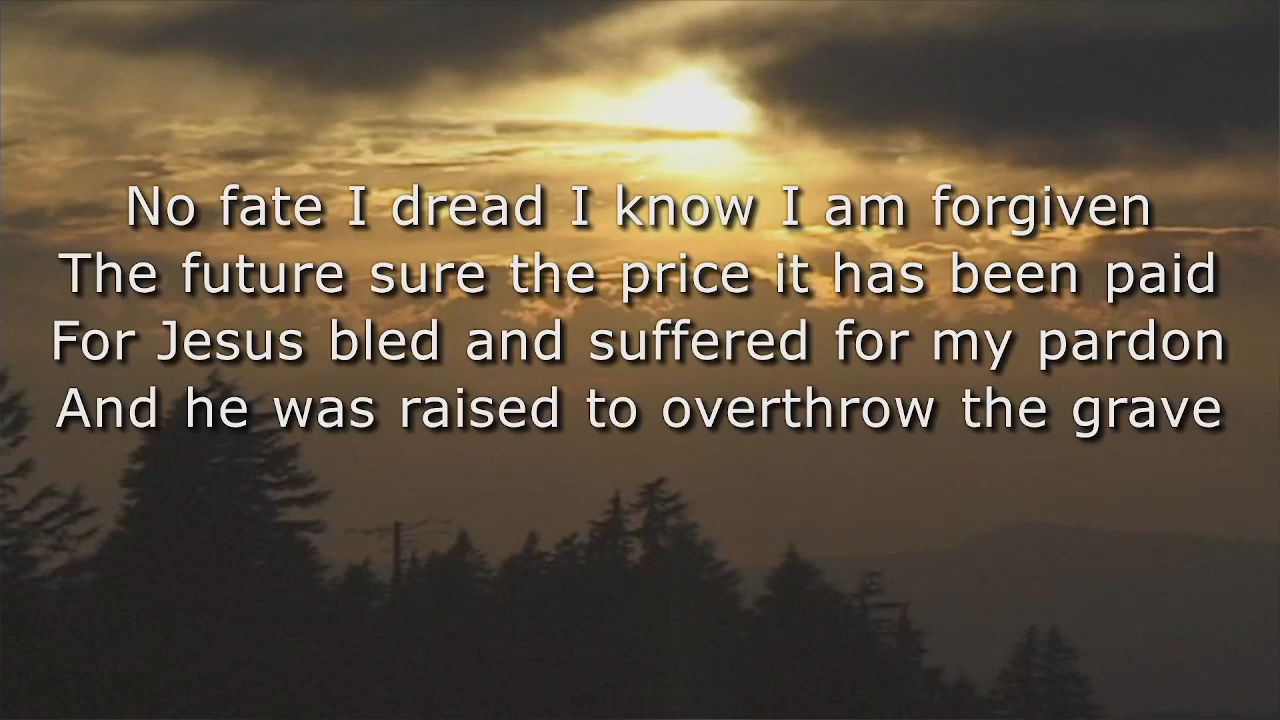 No fate I dread I know I am forgiven
The future sure the price it has been paid
For Jesus bled and suffered for my pardon
And he was raised to overthrow the grave